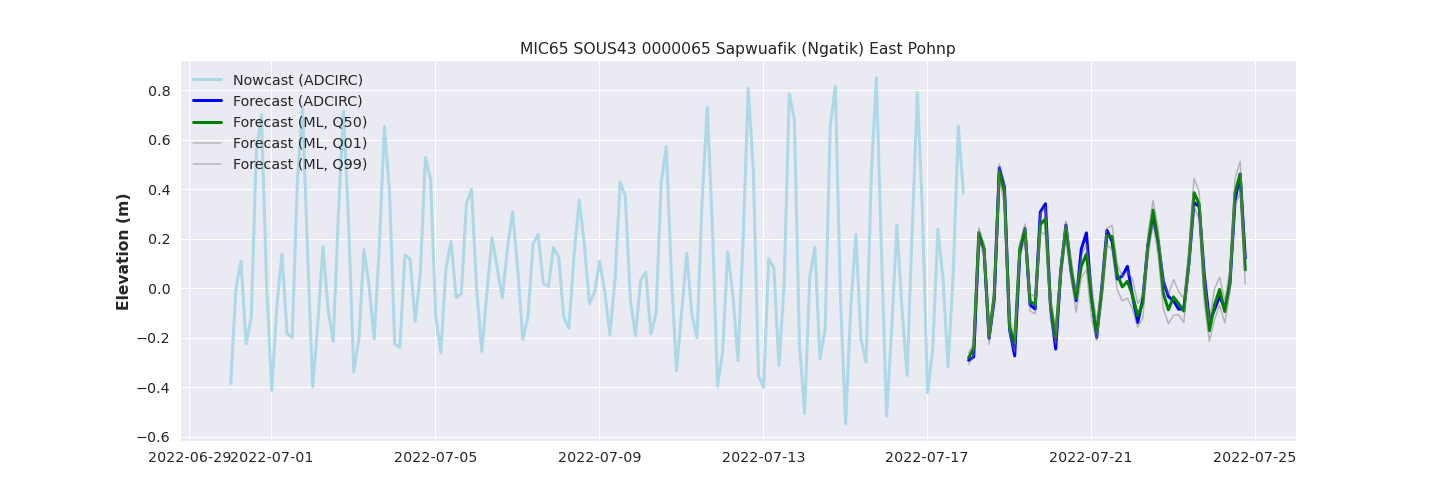 MIC65 SOUS43 0000065 Sapwuafik (Ngatik) East Pohnp
Nowcast (ADCIRC)
Forecast (ADCIRC)
Forecast (ML, Q50)
Forecast (ML, Q01)
Forecast (ML, Q99)
Elevation (m)
0.8
0.6
0.4
0.2
0.0
−0.2
−0.4
−0.6
2022-06-29 2022-07-01 2022-07-05 2022-07-09 2022-07-13 2022-07-17 2022-07-21 2022-07-25